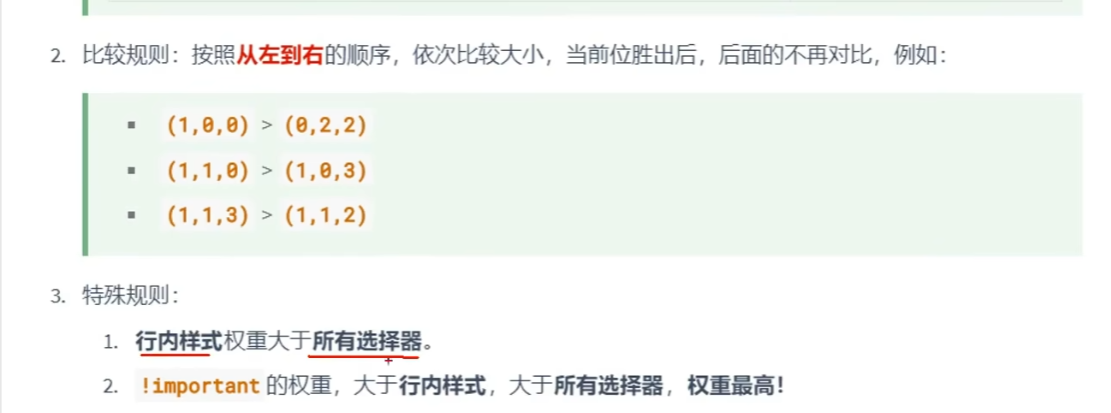 2. 比较规则：按照从左到右的顺序，依次比较大小，当前位胜出后，后面的不再对比，例如：
▪ (1,0,0) > (0,2,2)
▪ (1,1,0) > (1,0,3)
▪ (1,1,3) > (1,1,2)
3. 特殊规则：
1. 行内样式权重大于所有选择器。
2. !important 的权重，大于行内样式，大于所有选择器，权重最高！